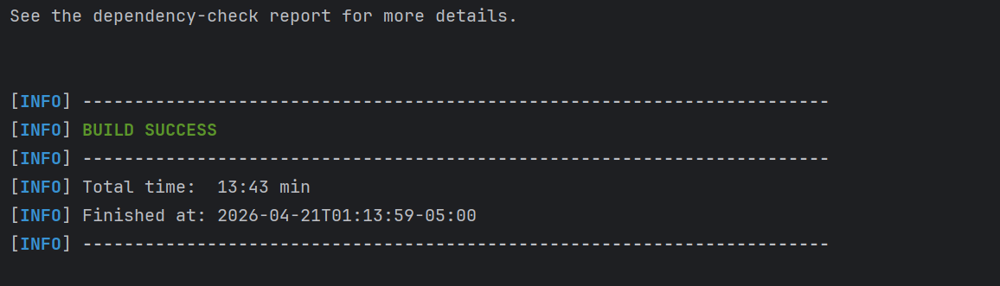 See the dependency-check report for more details.
[INFO] ------------------------------------------------------------------------
[INFO] BUILD SUCCESS
[INFO] ------------------------------------------------------------------------
[INFO] Total time:  13:43 min
[INFO] Finished at: 2026-04-21T01:13:59-05:00
[INFO] ------------------------------------------------------------------------